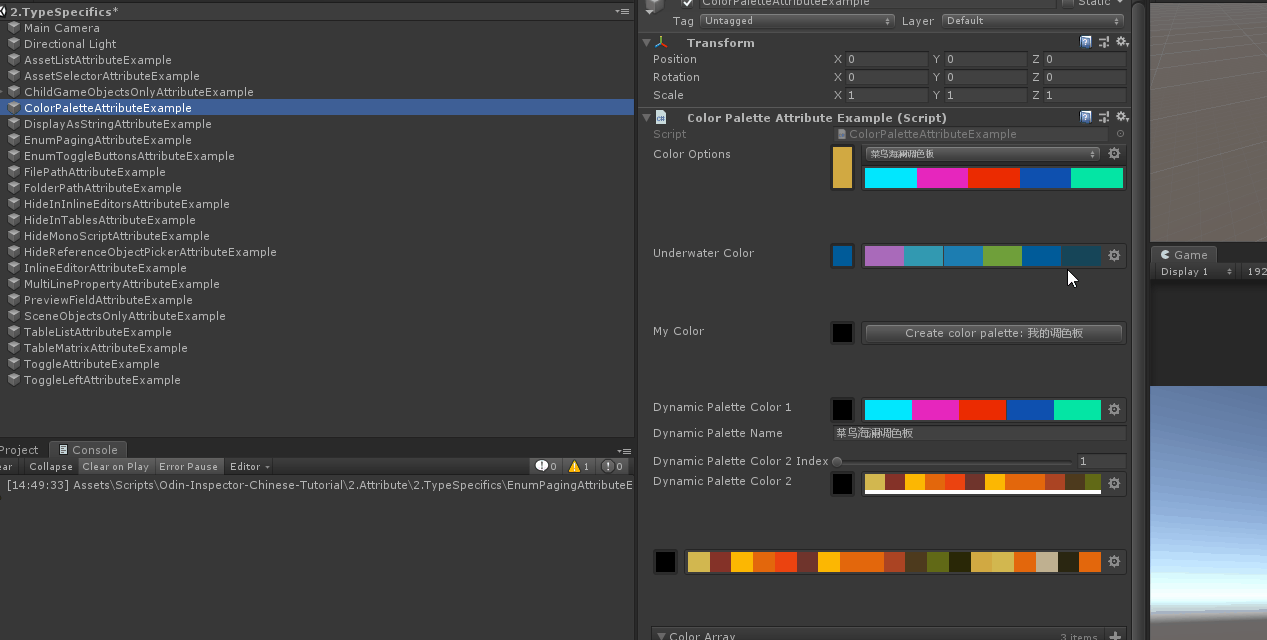 2.TypeSpecifics*
Main Camera
Directional Light
AssetListAttributeExample
AssetSelectorAttributeExample
ChildGameObjectsOnlyAttributeExample
ColorPaletteAttributeExample
DisplayAsStringAttributeExample
EnumPagingAttributeExample
EnumToggleButtonsAttributeExample
FilePathAttributeExample
FolderPathAttributeExample
HideInInlineEditorsAttributeExample
HideInTablesAttributeExample
HideMonoScriptAttributeExample
HideReferenceObjectPickerAttributeExample
InlineEditorAttributeExample
MultiLinePropertyAttributeExample
PreviewFieldAttributeExample
SceneObjectsOnlyAttributeExample
TableListAttributeExample
TableMatrixAttributeExample
ToggleAttributeExample
ToggleLeftAttributeExample
Project Console
ear Collapse Clear on Play Error Pause Editor 0 1 0
[14:49:33] Assets\Scripts\Odin-Inspector-Chinese-Tutorial\2.Attribute\2.TypeSpecifics\EnumPagingAttributeE
ColorPaletteAttributeExample Static
Tag Untagged Layer Default
Transform
Position X 0 Y 0 Z 0
Rotation X 0 Y 0 Z 0
Scale X 1 Y 1 Z 1
Color Palette Attribute Example (Script)
Script ColorPaletteAttributeExample
Color Options 菜鸟海澜调色板
Underwater Color
My Color Create color palette: 我的调色板
Dynamic Palette Color 1
Dynamic Palette Name 菜鸟海澜调色板
Dynamic Palette Color 2 Index 1
Dynamic Palette Color 2
Color Array 3 items
Game
Display 1 192